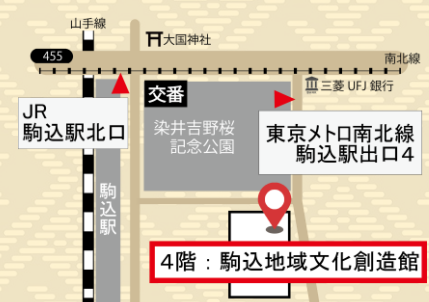 山手線
大国神社
455
南北線
交番
三菱 UFJ 銀行
JR
駒込駅北口
染井吉野桜
記念公園
東京メトロ南北線
駒込駅出口4
駒込駅
4階：駒込地域文化創造館